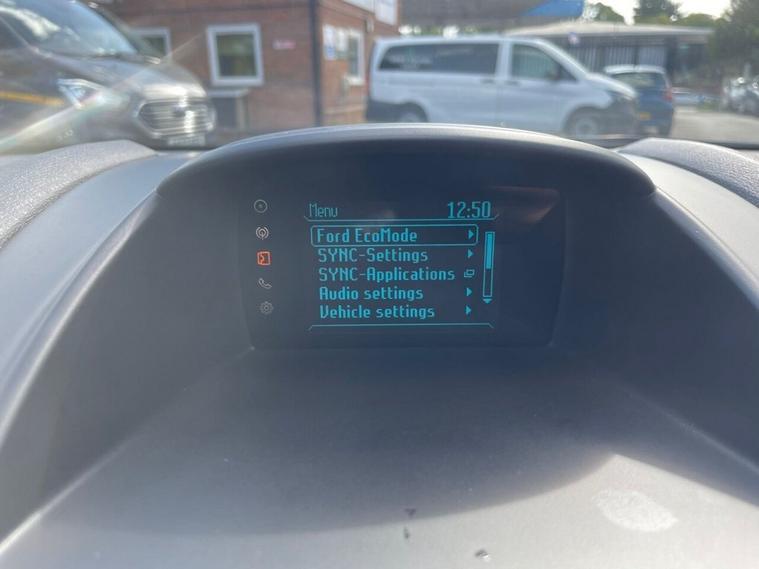 Menu 12:50
Ford EcoMode
SYNC-Settings
SYNC-Applications
Audio settings
Vehicle settings